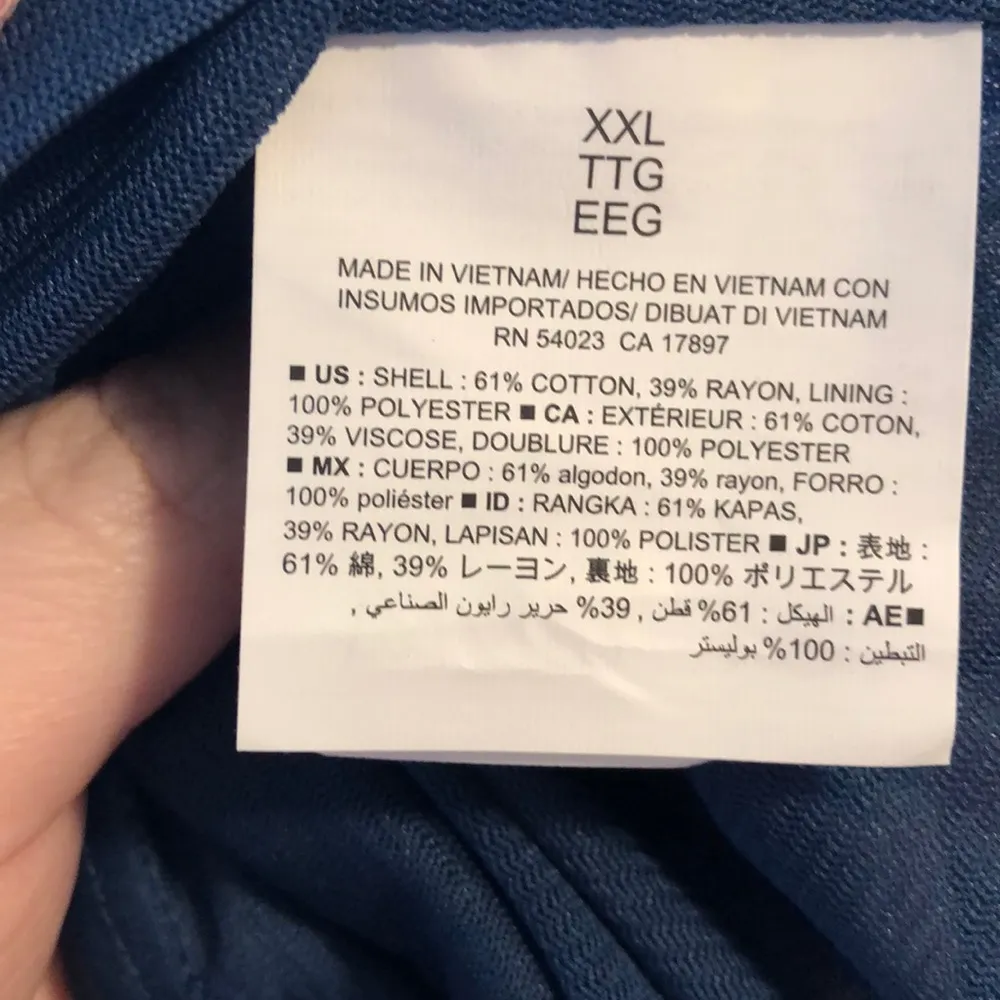 XXL
TTG
EEG
MADE IN VIETNAM/ HECHO EN VIETNAM CON
INSUMOS IMPORTADOS/ DIBUAT DI VIETNAM
RN 54023 CA 17897
■ US : SHELL : 61% COTTON, 39% RAYON, LINING :
100% POLYESTER ■ CA : EXTÉRIEUR : 61% COTON,
39% VISCOSE, DOUBLURE : 100% POLYESTER
■ MX : CUERPO : 61% algodon, 39% rayon, FORRO :
100% poliéster ■ ID : RANGKA : 61% KAPAS,
39% RAYON, LAPISAN : 100% POLISTER ■ JP : 表地 :
61% 綿, 39% レーヨン, 裏地 : 100% ポリエステル
■AE : الهيكل : 61% قطن , 39% حرير رايون الصناعي ,
التبطين : 100% بوليستر